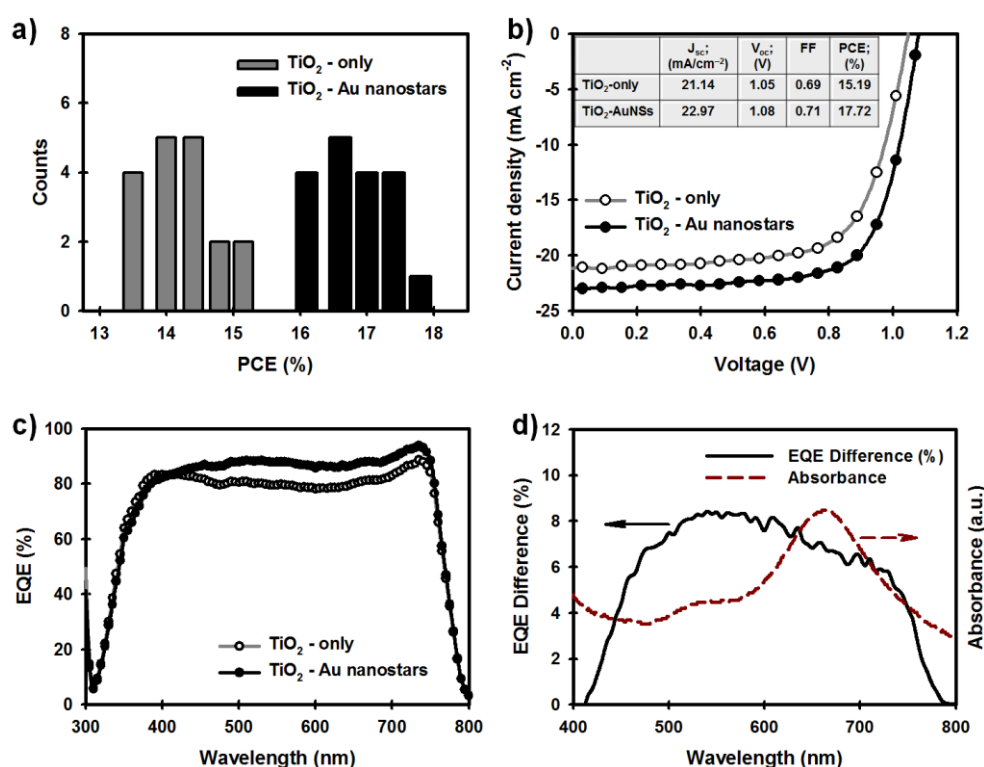 a)
8
6
4
2
0
Counts
TiO2 - only
TiO2 - Au nanostars
13 14 15 16 17 18
PCE (%)
b)
Jsc; (mA/cm−2) Voc; (V) FF PCE; (%)
TiO2-only 21.14 1.05 0.69 15.19
TiO2-AuNSs 22.97 1.08 0.71 17.72
TiO2 - only
TiO2 - Au nanostars
0
-5
-10
-15
-20
-25
Current density (mA cm-2)
0.0 0.2 0.4 0.6 0.8 1.0 1.2
Voltage (V)
c)
100
80
60
40
20
0
EQE (%)
TiO2 - only
TiO2 - Au nanostars
300 400 500 600 700 800
Wavelength (nm)
d)
12
10
8
6
4
2
0
EQE Difference (%)
EQE Difference (%)
Absorbance
Absorbance (a.u.)
400 500 600 700 800
Wavelength (nm)